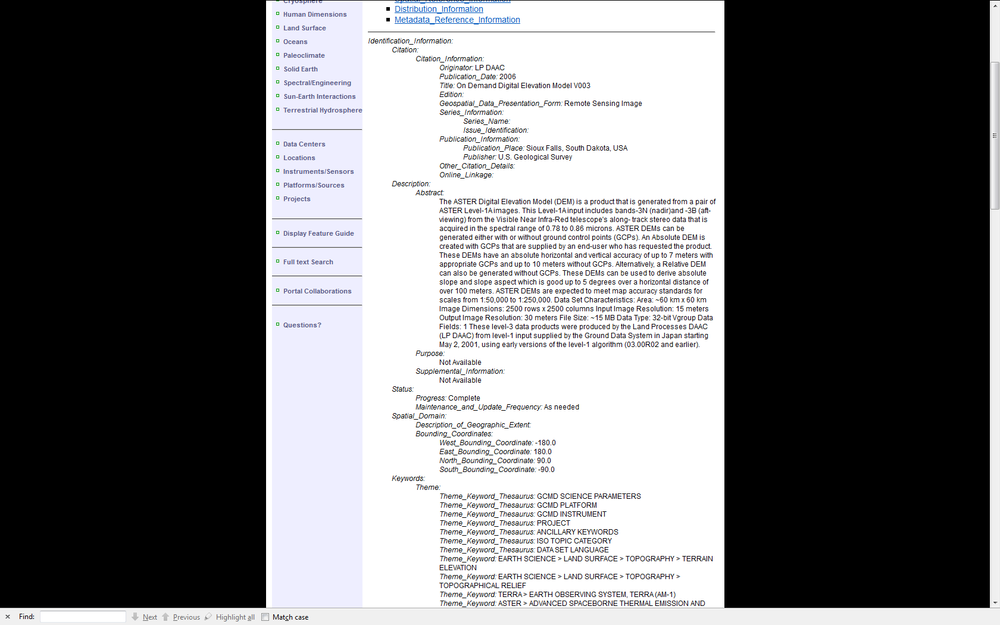 Cryosphere
Human Dimensions
Land Surface
Oceans
Paleoclimate
Solid Earth
Spectral/Engineering
Sun-Earth Interactions
Terrestrial Hydrosphere
Data Centers
Locations
Instruments/Sensors
Platforms/Sources
Projects
Display Feature Guide
Full text Search
Portal Collaborations
Questions?
Spatial_Reference_Information
Distribution_Information
Metadata_Reference_Information
Identification_Information:
Citation:
Citation_Information:
Originator: LP DAAC
Publication_Date: 2006
Title: On Demand Digital Elevation Model V003
Edition:
Geospatial_Data_Presentation_Form: Remote Sensing Image
Series_Information:
Series_Name:
Issue_Identification:
Publication_Information:
Publication_Place: Sioux Falls, South Dakota, USA
Publisher: U.S. Geological Survey
Other_Citation_Details:
Online_Linkage:
Description:
Abstract:
The ASTER Digital Elevation Model (DEM) is a product that is generated from a pair of
ASTER Level-1A images. This Level-1A input includes bands-3N (nadir)and -3B (aft-
viewing) from the Visible Near Infra-Red telescope's along- track stereo data that is
acquired in the spectral range of 0.78 to 0.86 microns. ASTER DEMs can be
generated either with or without ground control points (GCPs). An Absolute DEM is
created with GCPs that are supplied by an end-user who has requested the product.
These DEMs have an absolute horizontal and vertical accuracy of up to 7 meters with
appropriate GCPs and up to 10 meters without GCPs. Alternatively, a Relative DEM
can also be generated without GCPs. These DEMs can be used to derive absolute
slope and slope aspect which is good up to 5 degrees over a horizontal distance of
over 100 meters. ASTER DEMs are expected to meet map accuracy standards for
scales from 1:50,000 to 1:250,000. Data Set Characteristics: Area: ~60 km x 60 km
Image Dimensions: 2500 rows x 2500 columns Input Image Resolution: 15 meters
Output Image Resolution: 30 meters File Size: ~15 MB Data Type: 32-bit Vgroup Data
Fields: 1 These level-3 data products were produced by the Land Processes DAAC
(LP DAAC) from level-1 input supplied by the Ground Data System in Japan starting
May 2, 2001, using early versions of the level-1 algorithm (03.00R02 and earlier).
Purpose:
Not Available
Supplemental_Information:
Not Available
Status:
Progress: Complete
Maintenance_and_Update_Frequency: As needed
Spatial_Domain:
Description_of_Geographic_Extent:
Bounding_Coordinates:
West_Bounding_Coordinate: -180.0
East_Bounding_Coordinate: 180.0
North_Bounding_Coordinate: 90.0
South_Bounding_Coordinate: -90.0
Keywords:
Theme:
Theme_Keyword_Thesaurus: GCMD SCIENCE PARAMETERS
Theme_Keyword_Thesaurus: GCMD PLATFORM
Theme_Keyword_Thesaurus: GCMD INSTRUMENT
Theme_Keyword_Thesaurus: PROJECT
Theme_Keyword_Thesaurus: ANCILLARY KEYWORDS
Theme_Keyword_Thesaurus: ISO TOPIC CATEGORY
Theme_Keyword_Thesaurus: DATA SET LANGUAGE
Theme_Keyword: EARTH SCIENCE > LAND SURFACE > TOPOGRAPHY > TERRAIN
ELEVATION
Theme_Keyword: EARTH SCIENCE > LAND SURFACE > TOPOGRAPHY >
TOPOGRAPHICAL RELIEF
Theme_Keyword: TERRA > EARTH OBSERVING SYSTEM, TERRA (AM-1)
Theme_Keyword: ASTER > ADVANCED SPACEBORNE THERMAL EMISSION AND
Find:
Next
Previous
Highlight all
Match case